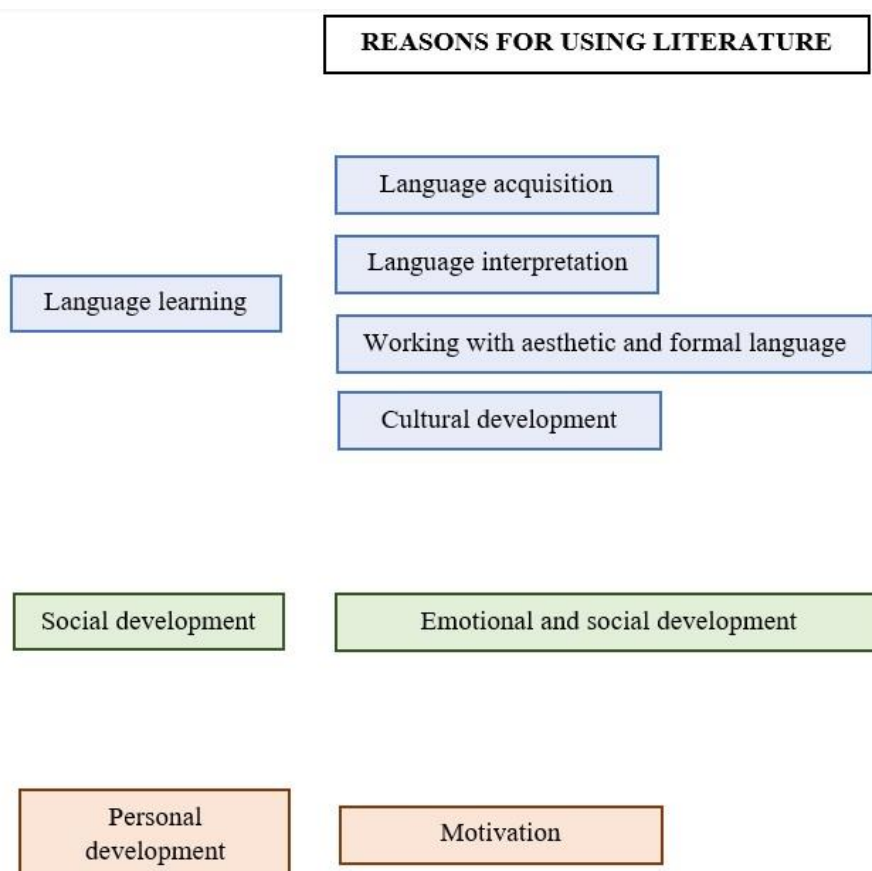 REASONS FOR USING LITERATURE
Language learning
Language acquisition
Language interpretation
Working with aesthetic and formal language
Cultural development
Social development
Emotional and social development
Personal
development
Motivation